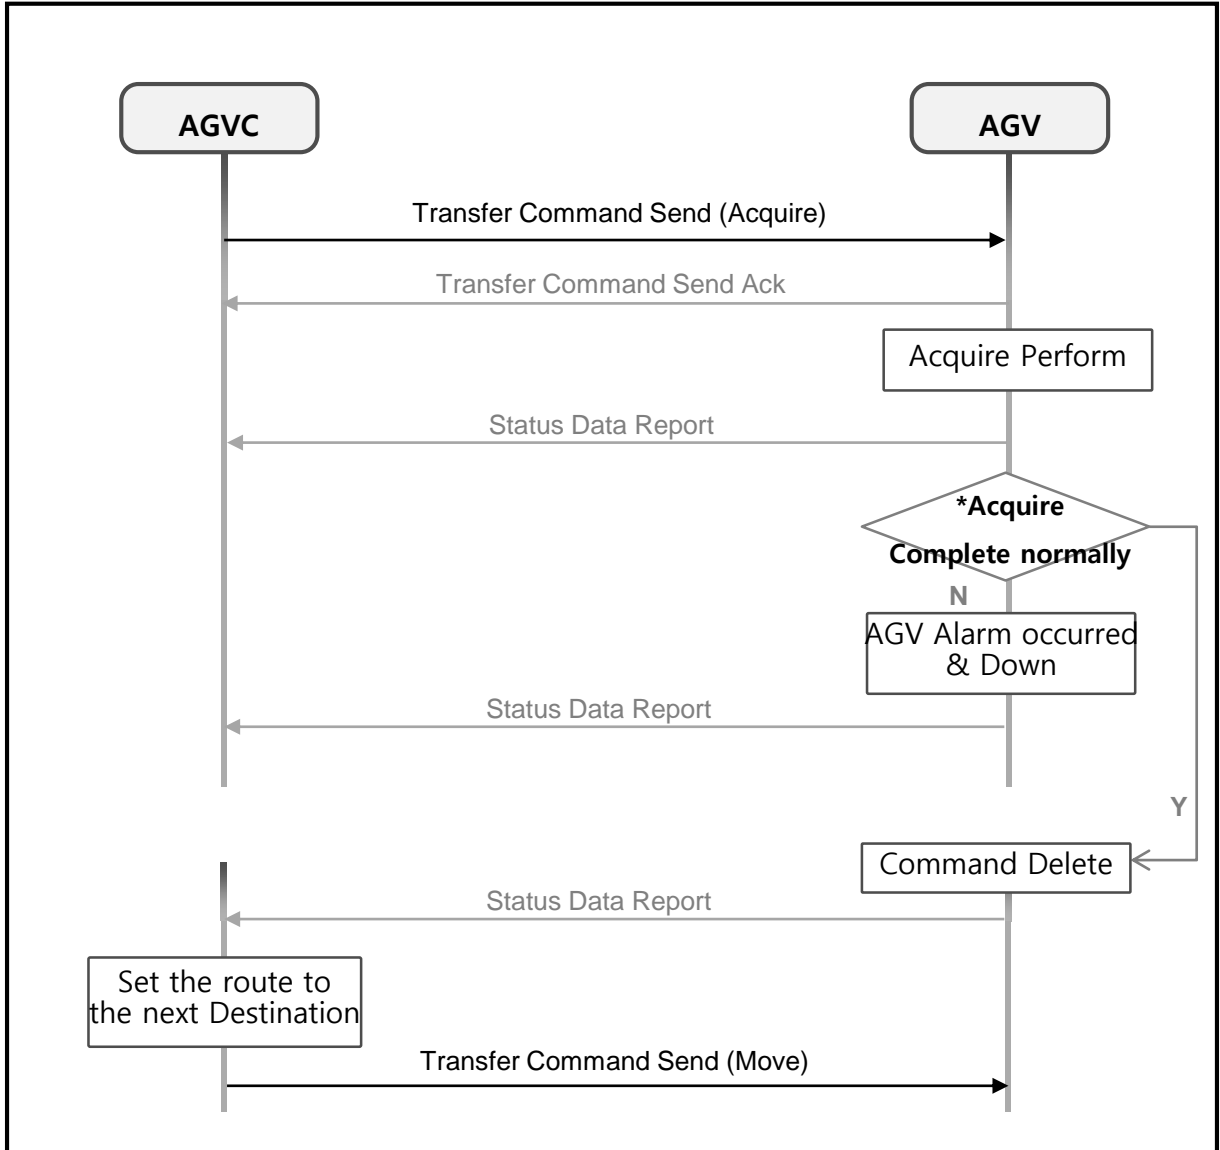 AGVC
AGV
Transfer Command Send (Acquire)
Transfer Command Send Ack
Acquire Perform
Status Data Report
*Acquire
Complete normally
N
AGV Alarm occurred
& Down
Status Data Report
Y
Command Delete
Status Data Report
Set the route to
the next Destination
Transfer Command Send (Move)